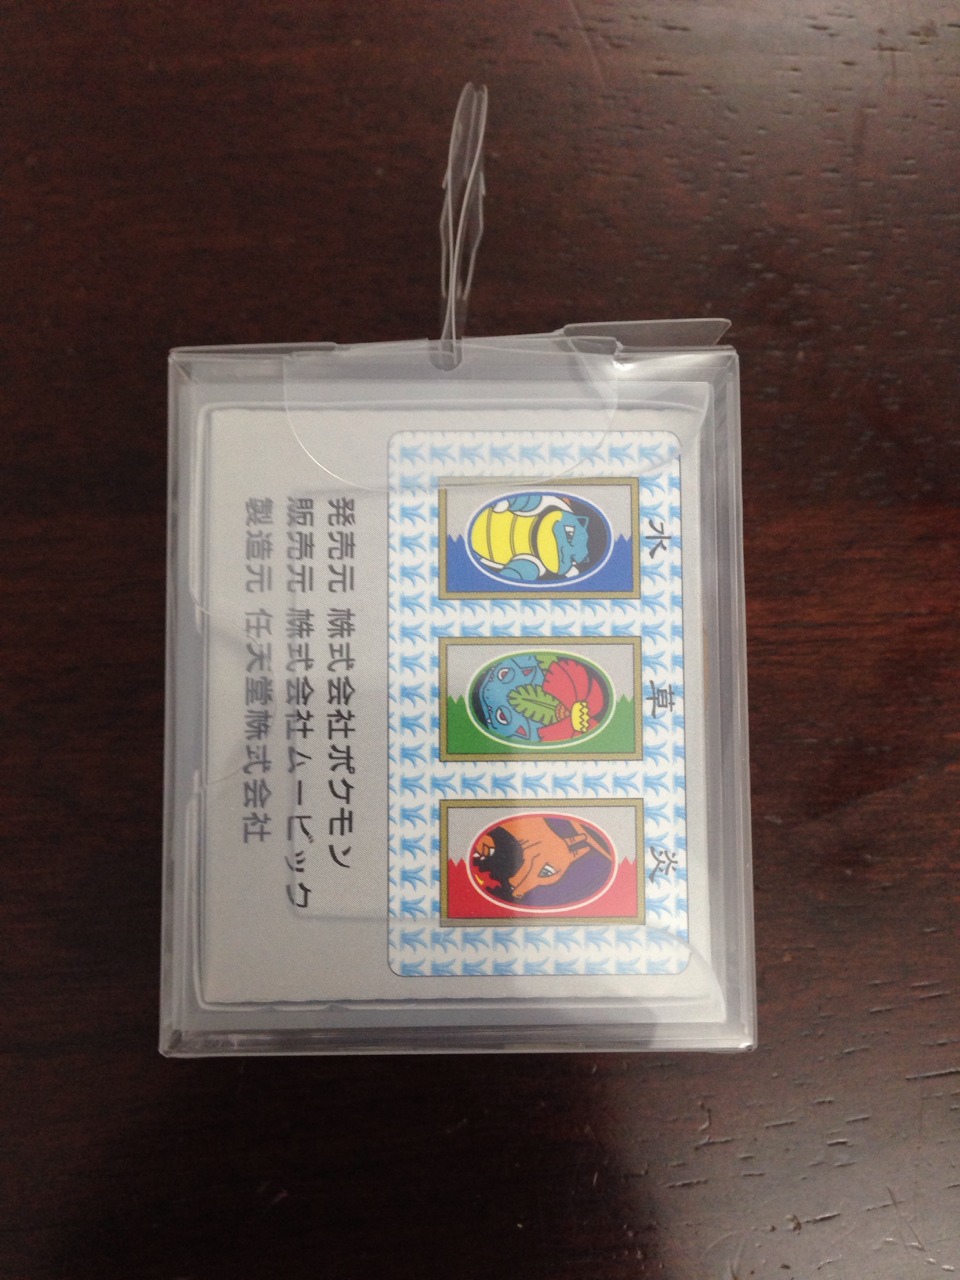 水 草 炎
発売元 株式会社ポケモン
販売元 株式会社ムービック
製造元 任天堂株式会社